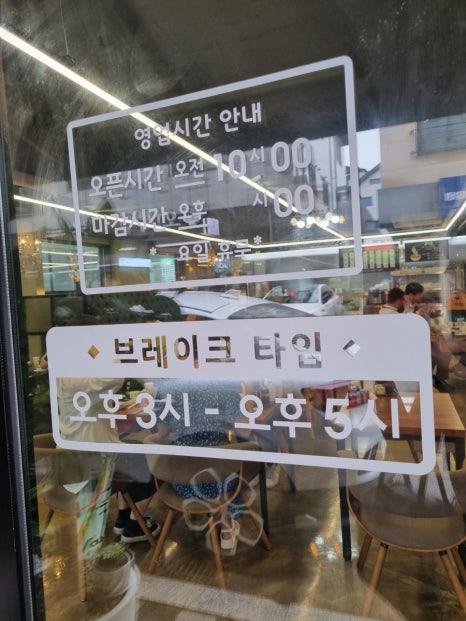 영업시간 안내
오픈시간 오전 10시 00
마감시간 오후 시 00
* 요일 유무*
◆ 브레이크 타임 ◆
오후 3시 - 오후 5시